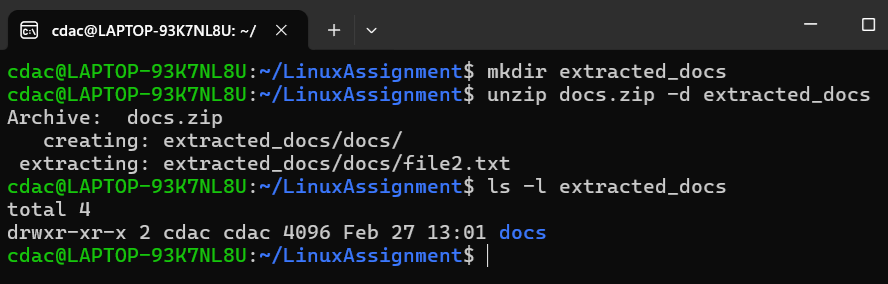 cdac@LAPTOP-93K7NL8U: ~/
cdac@LAPTOP-93K7NL8U:~/LinuxAssignment$ mkdir extracted_docs
cdac@LAPTOP-93K7NL8U:~/LinuxAssignment$ unzip docs.zip -d extracted_docs
Archive:  docs.zip
   creating: extracted_docs/docs/
 extracting: extracted_docs/docs/file2.txt
cdac@LAPTOP-93K7NL8U:~/LinuxAssignment$ ls -l extracted_docs
total 4
drwxr-xr-x 2 cdac cdac 4096 Feb 27 13:01 docs
cdac@LAPTOP-93K7NL8U:~/LinuxAssignment$